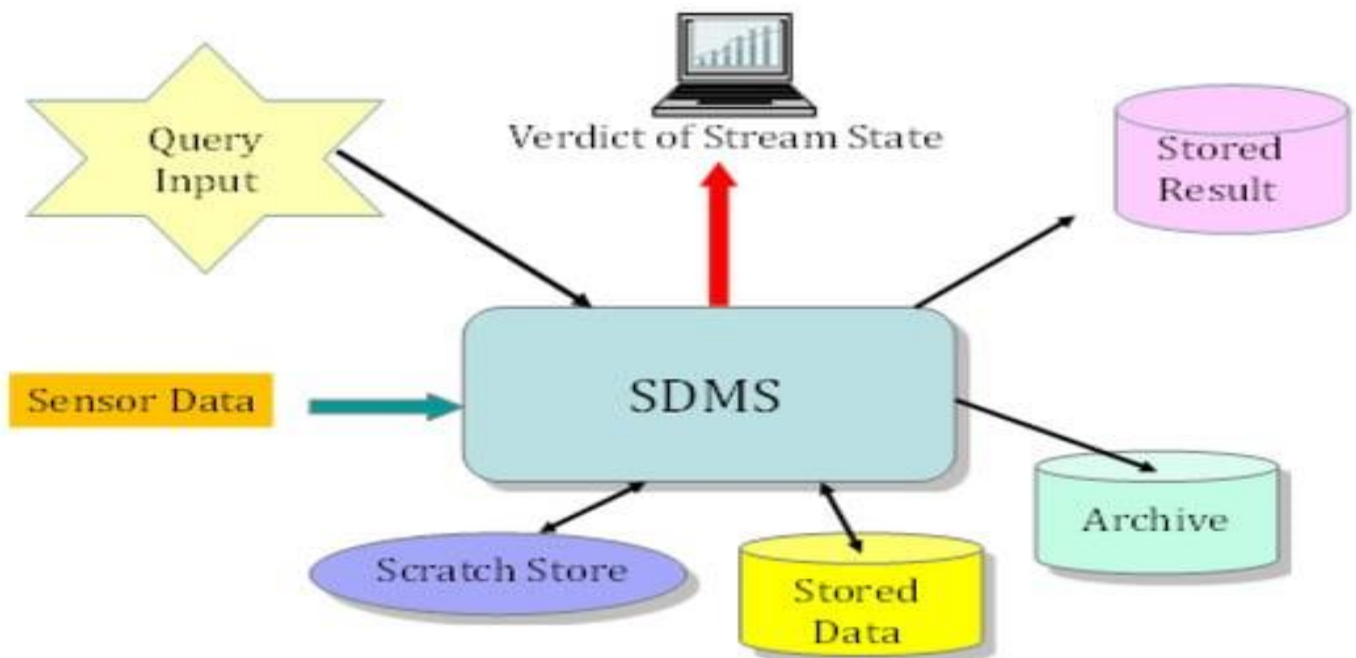 Query
Input
Verdict of Stream State
Stored
Result
Sensor Data
SDMS
Scratch Store
Stored
Data
Archive